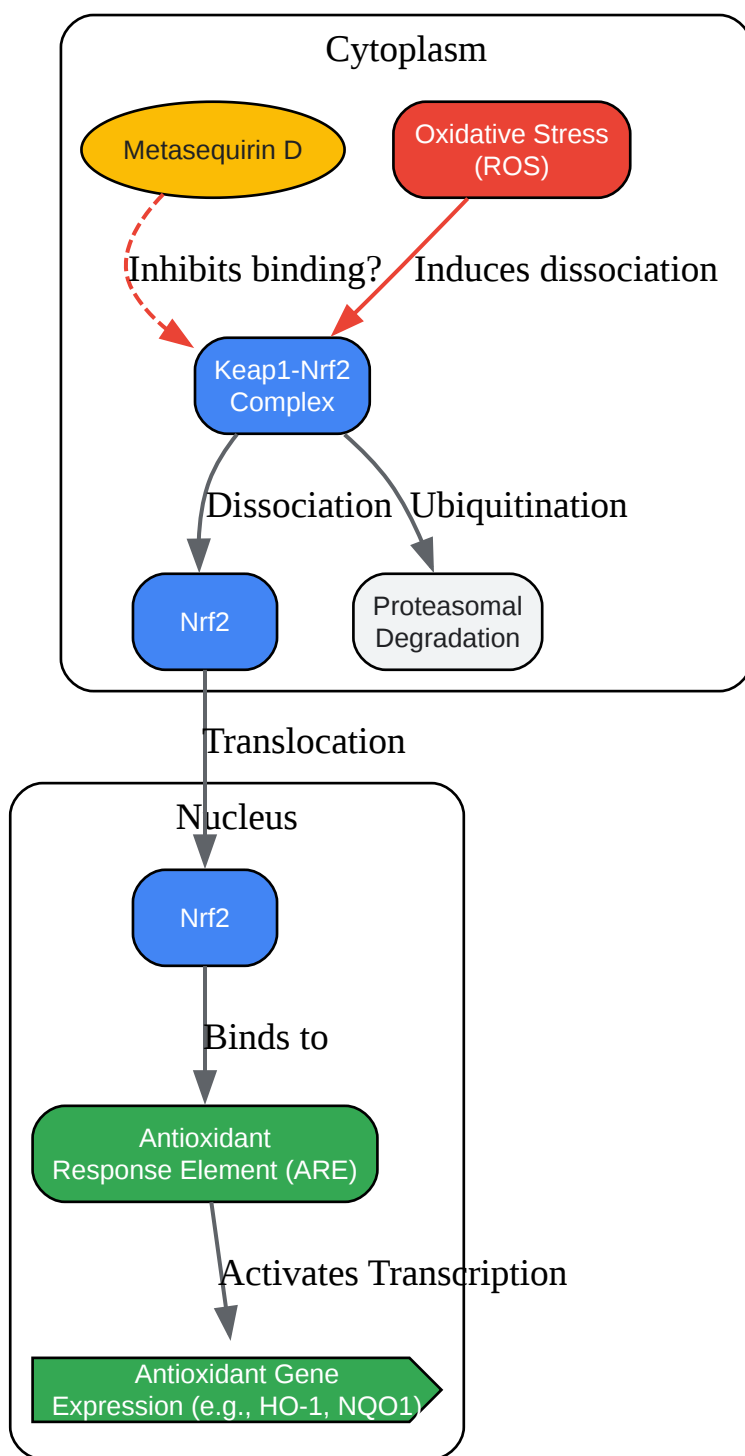 Cytoplasm
Metasequirin D
Oxidative Stress
(ROS)
Inhibits binding?
Induces dissociation
Keap1-Nrf2
Complex
Dissociation
Ubiquitination
Nrf2
Proteasomal
Degradation
Translocation
Nucleus
Nrf2
Binds to
Antioxidant
Response Element (ARE)
Activates Transcription
Antioxidant Gene
Expression (e.g., HO-1, NQO1)